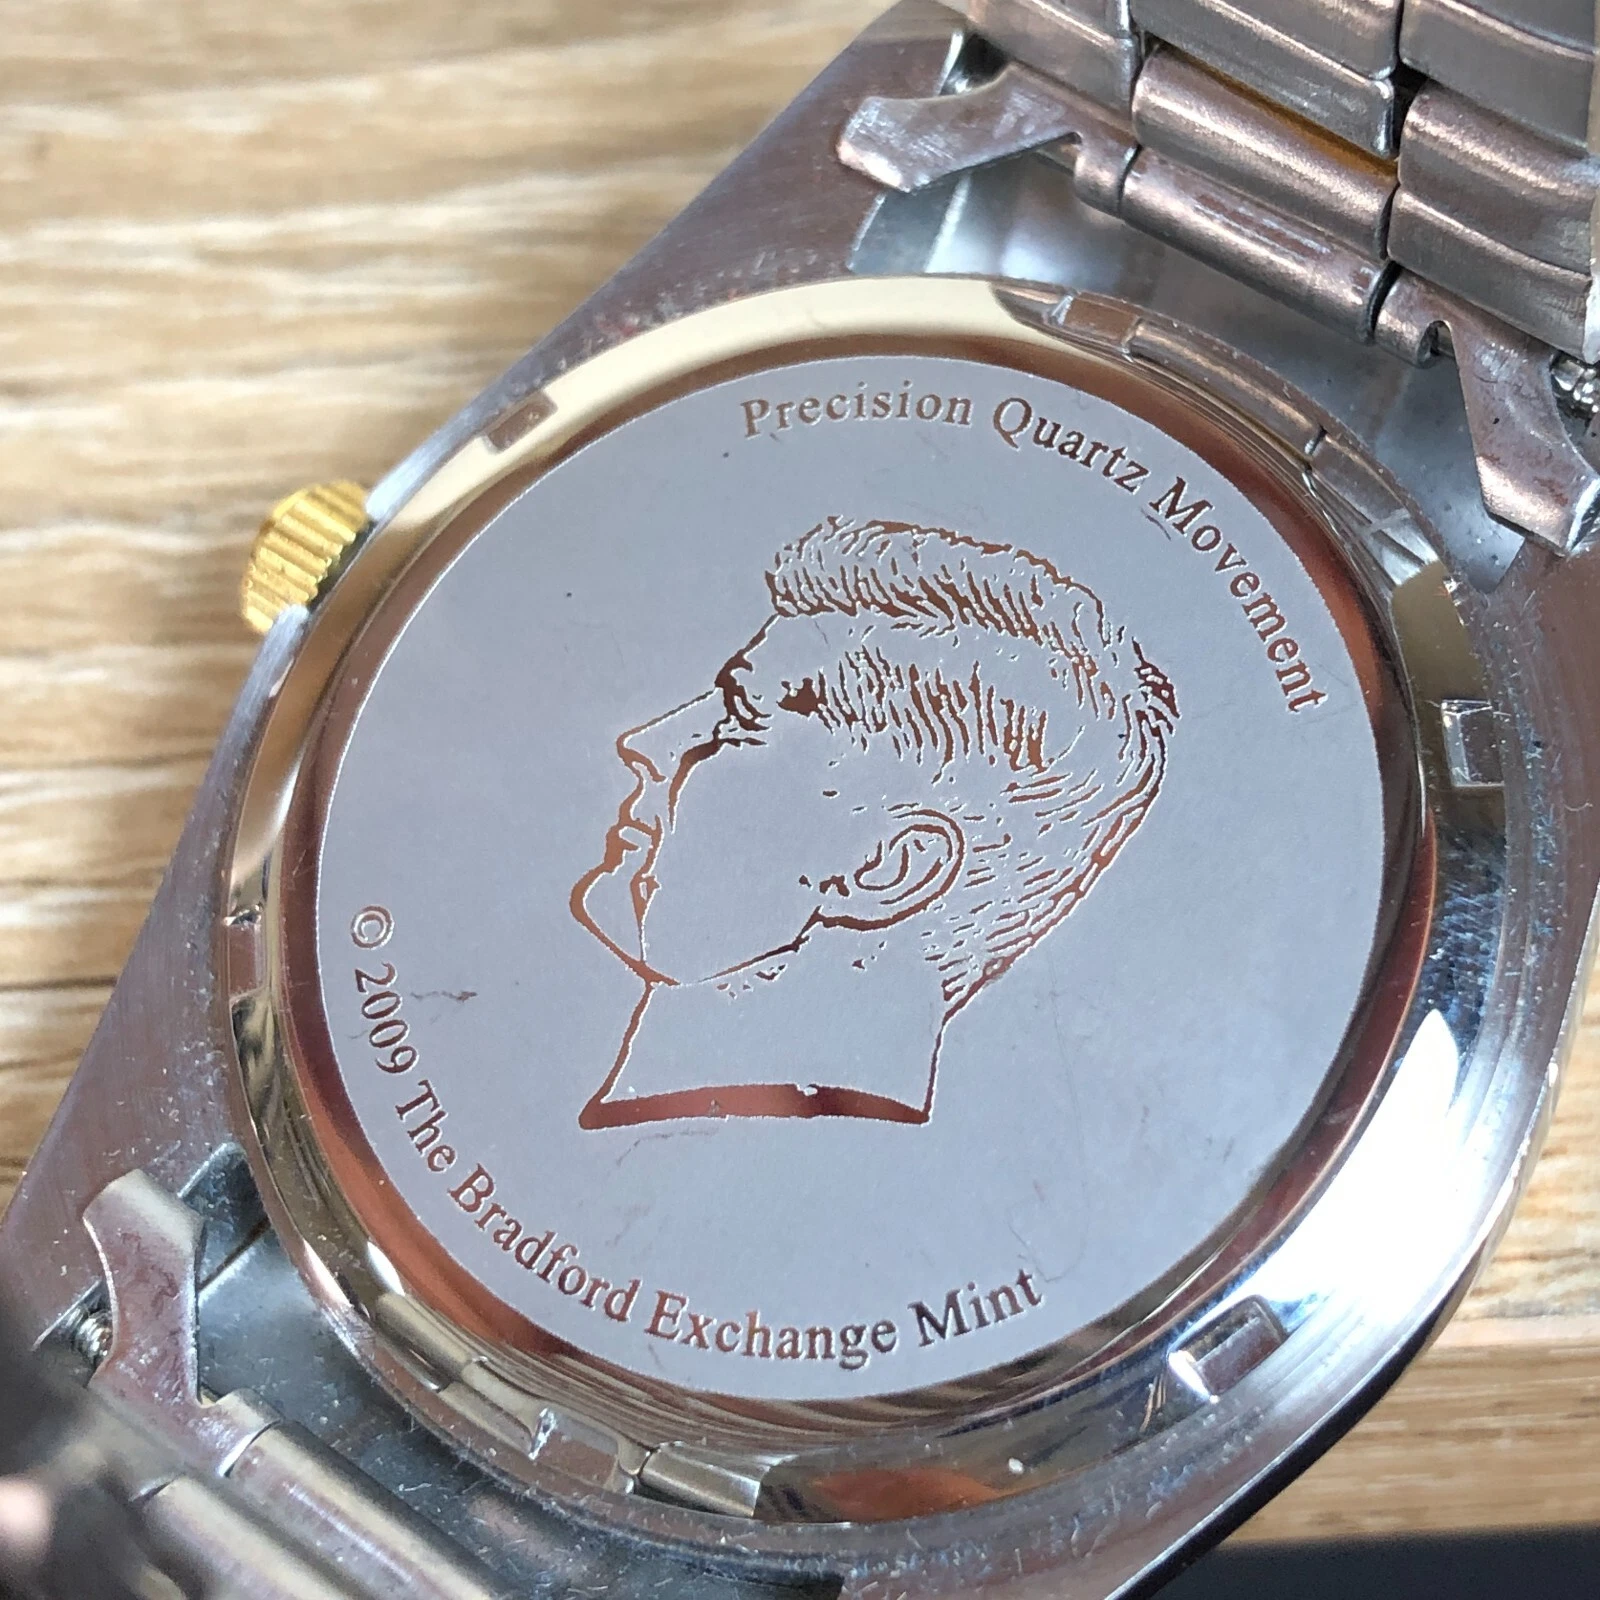 Precision Quartz Movement
© 2009 The Bradford Exchange Mint